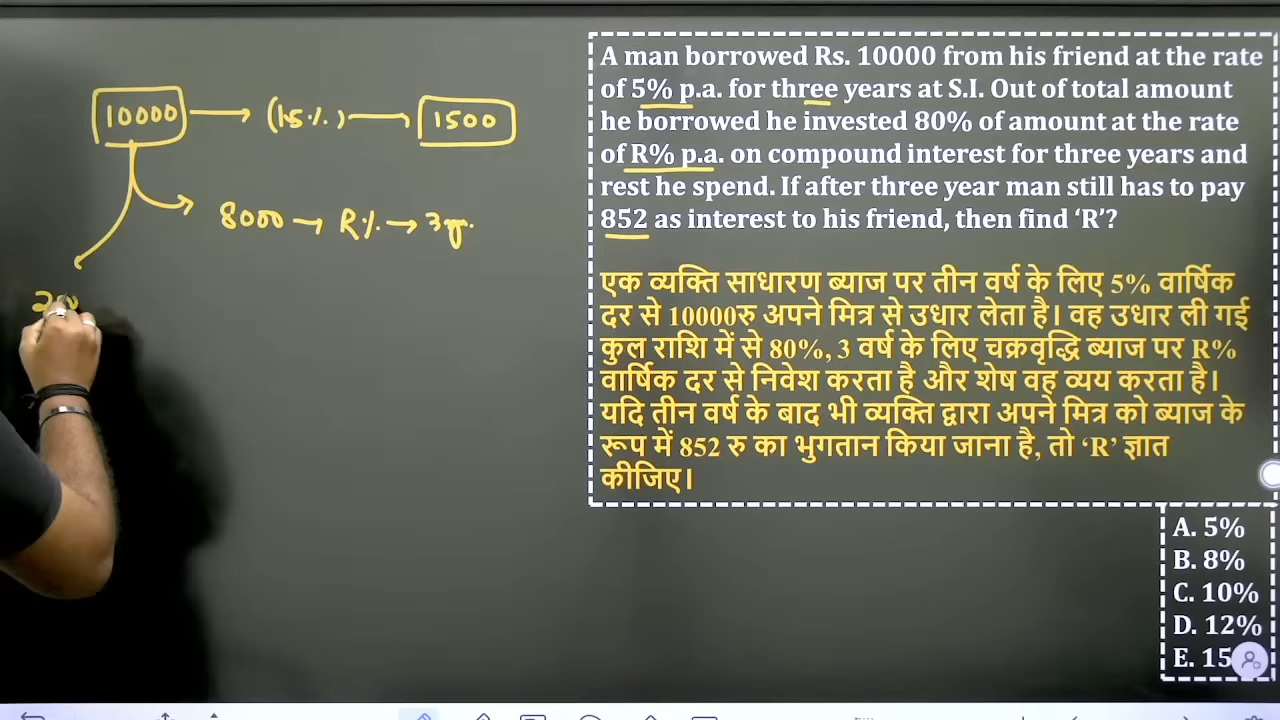 A man borrowed Rs. 10000 from his friend at the rate
of 5% p.a. for three years at S.I. Out of total amount
he borrowed he invested 80% of amount at the rate
of R% p.a. on compound interest for three years and
rest he spend. If after three year man still has to pay
852 as interest to his friend, then find ‘R’?
एक व्यक्ति साधारण ब्याज पर तीन वर्ष के लिए 5% वार्षिक
दर से 10000रु अपने मित्र से उधार लेता है। वह उधार ली गई
कुल राशि में से 80%, 3 वर्ष के लिए चक्रवृद्धि ब्याज पर R%
वार्षिक दर से निवेश करता है और शेष वह व्यय करता है।
यदि तीन वर्ष के बाद भी व्यक्ति द्वारा अपने मित्र को ब्याज के
रूप में 852 रु का भुगतान किया जाना है, तो ‘R’ ज्ञात
कीजिए।
A. 5%
B. 8%
C. 10%
D. 12%
E. 15
10000 → (15%) → 1500
8000 → R% → 3y.